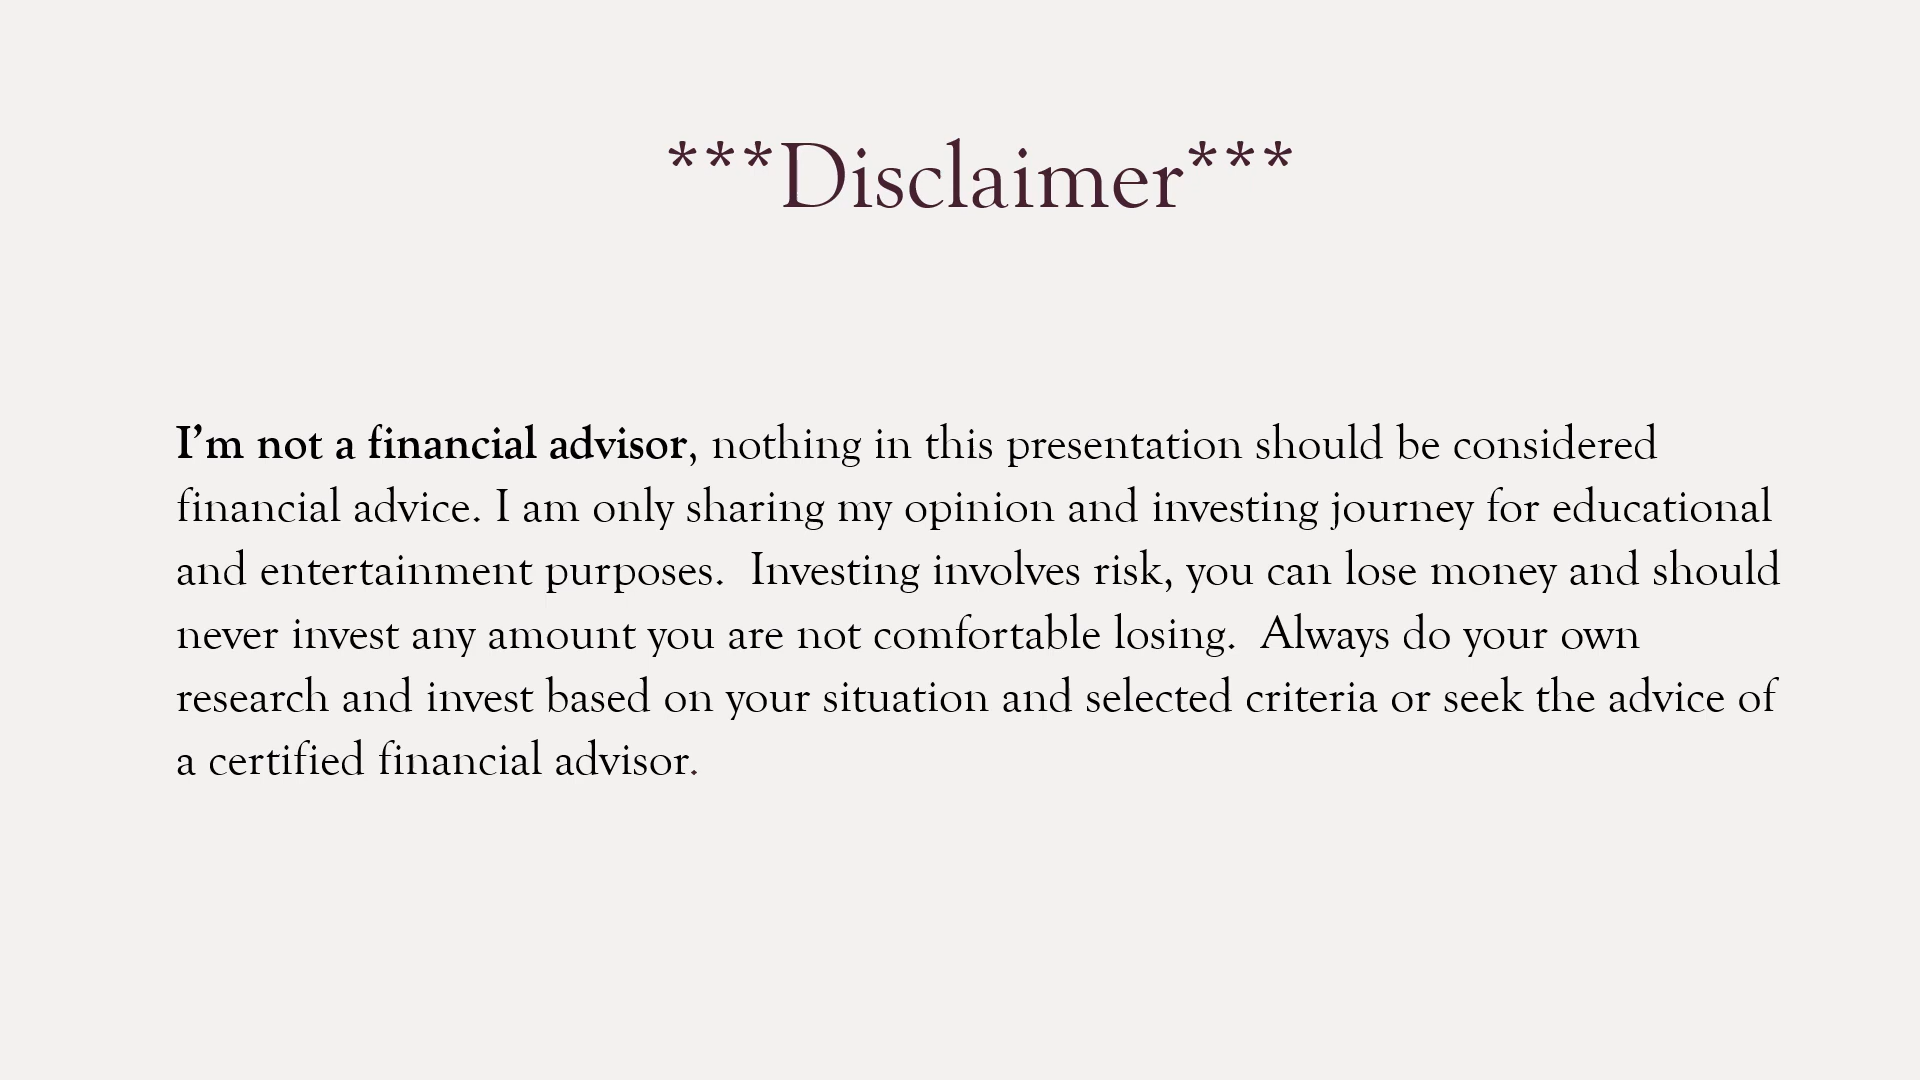 ***Disclaimer***
I’m not a financial advisor, nothing in this presentation should be considered
financial advice. I am only sharing my opinion and investing journey for educational
and entertainment purposes.  Investing involves risk, you can lose money and should
never invest any amount you are not comfortable losing.  Always do your own
research and invest based on your situation and selected criteria or seek the advice of
a certified financial advisor.